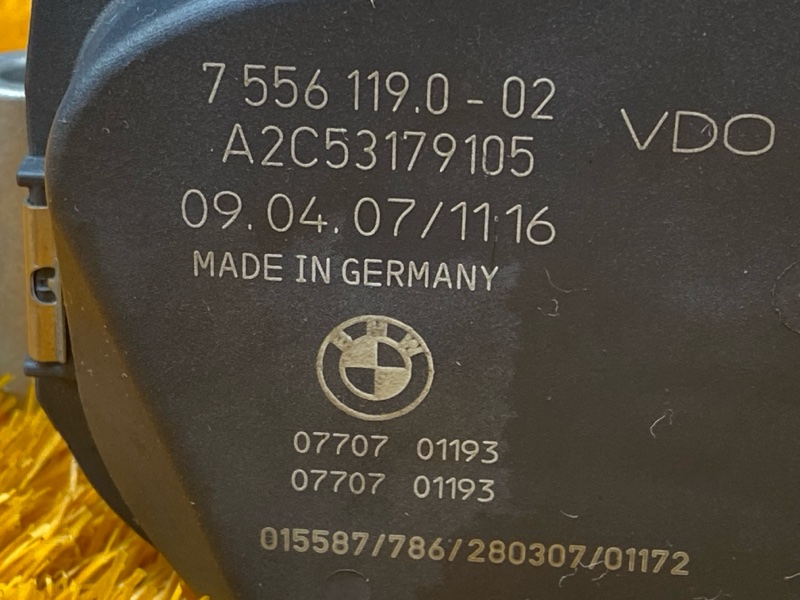 7 556 119.0 - 02
VDO
A2C53179105
09.04.07/11:16
MADE IN GERMANY
BMW
07707 01193
07707 01193
015587/786/280307/01172